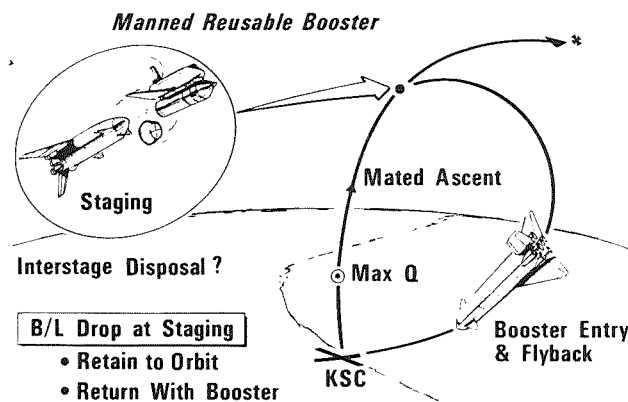 Manned Reusable Booster
Staging
Mated Ascent
Interstage Disposal ?
Max Q
B/L Drop at Staging
• Retain to Orbit
• Return With Booster
KSC
Booster Entry
& Flyback